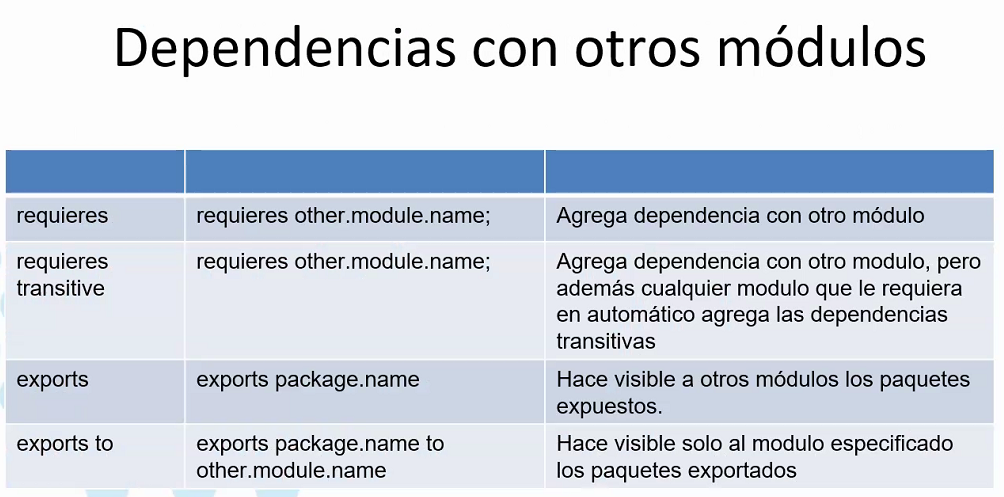 Dependencias con otros módulos
requieres
requieres other.module.name;
Agrega dependencia con otro módulo
requieres
transitive
requieres other.module.name;
Agrega dependencia con otro modulo, pero
además cualquier modulo que le requiera
en automático agrega las dependencias
transitivas
exports
exports package.name
Hace visible a otros módulos los paquetes
expuestos.
exports to
exports package.name to
other.module.name
Hace visible solo al modulo especificado
los paquetes exportados